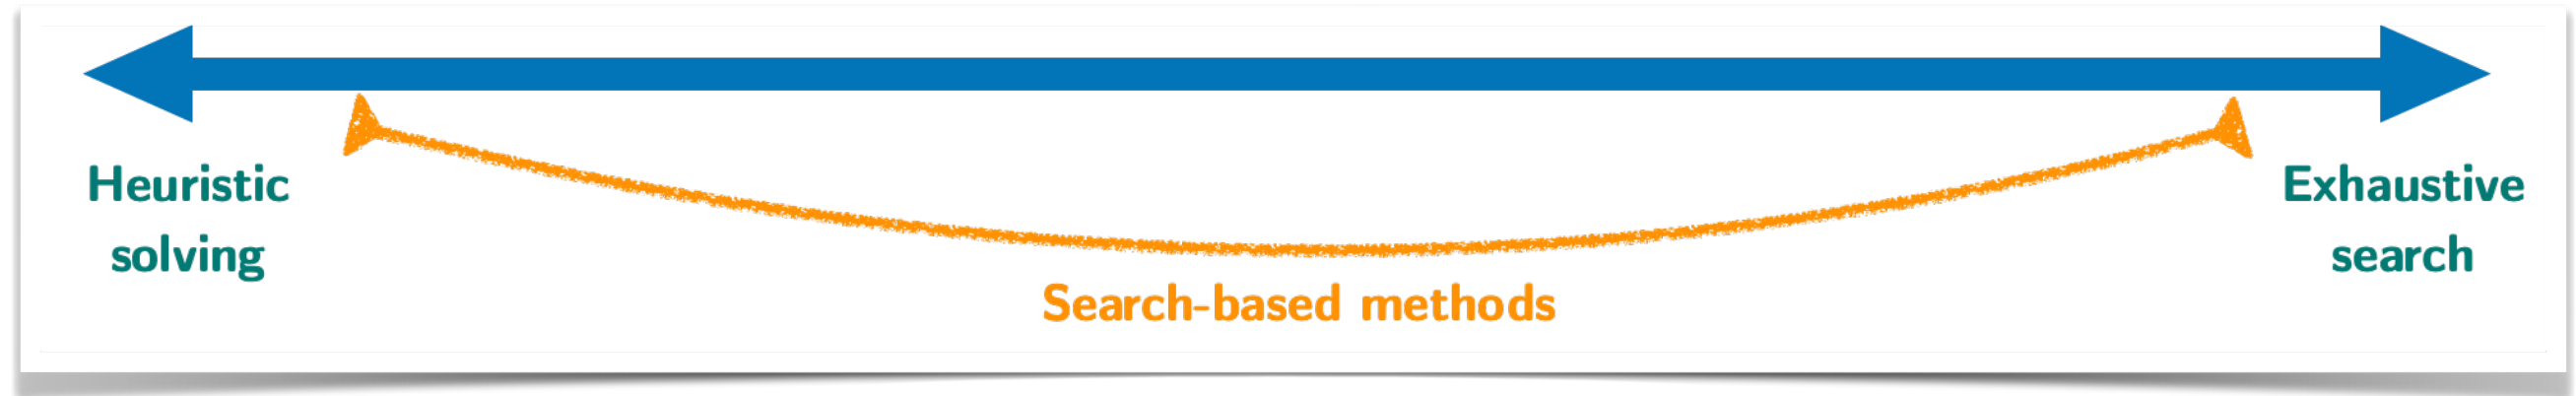 Heuristic
solving
Exhaustive
search
Search-based methods